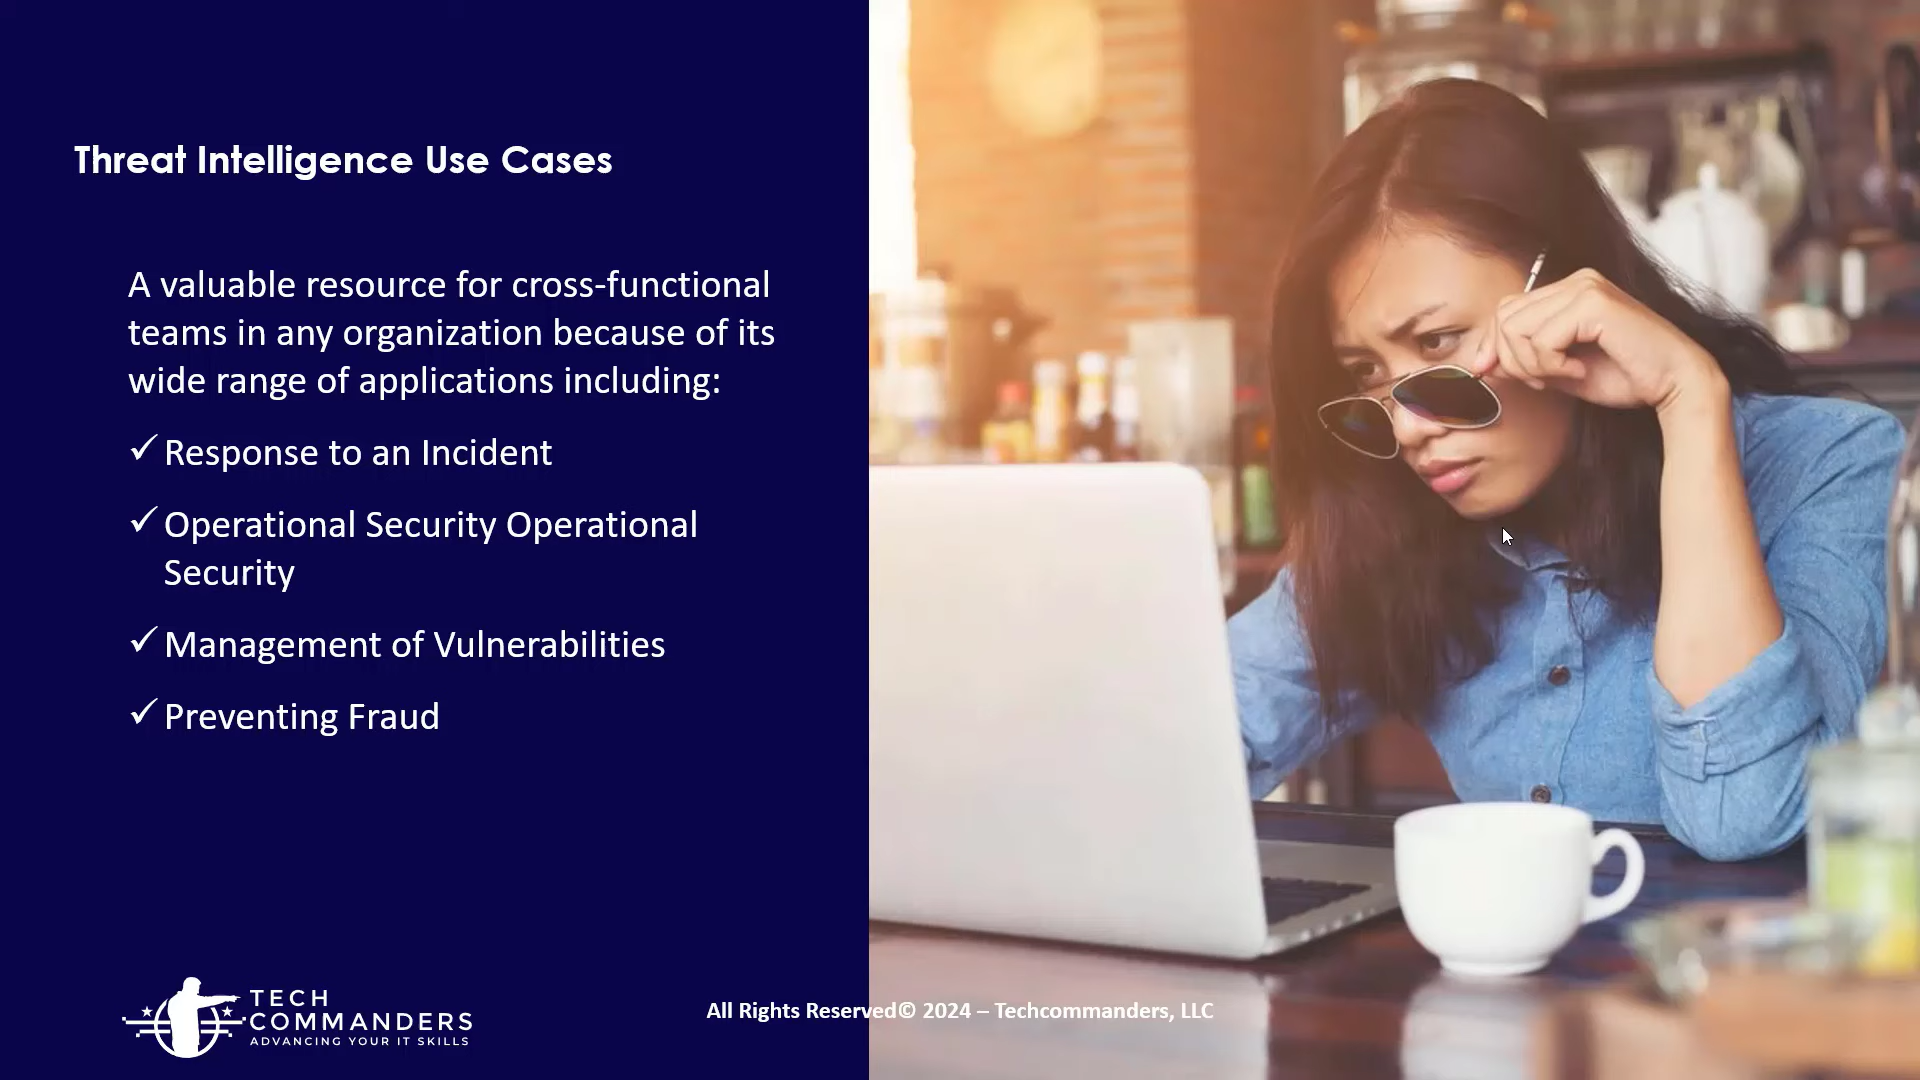 Threat Intelligence Use Cases
A valuable resource for cross-functional
teams in any organization because of its
wide range of applications including:
✓ Response to an Incident
✓ Operational Security Operational
Security
✓ Management of Vulnerabilities
✓ Preventing Fraud
TECH
COMMANDERS
ADVANCING YOUR IT SKILLS
All Rights Reserved© 2024 – Techcommanders, LLC